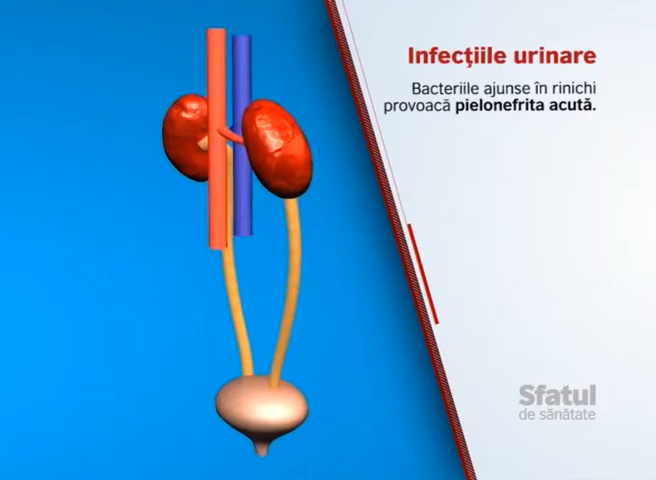 Infecțiile urinare
Bacteriile ajunse în rinichi
provoacă pielonefrita acută.
Sfatul
de sănătate